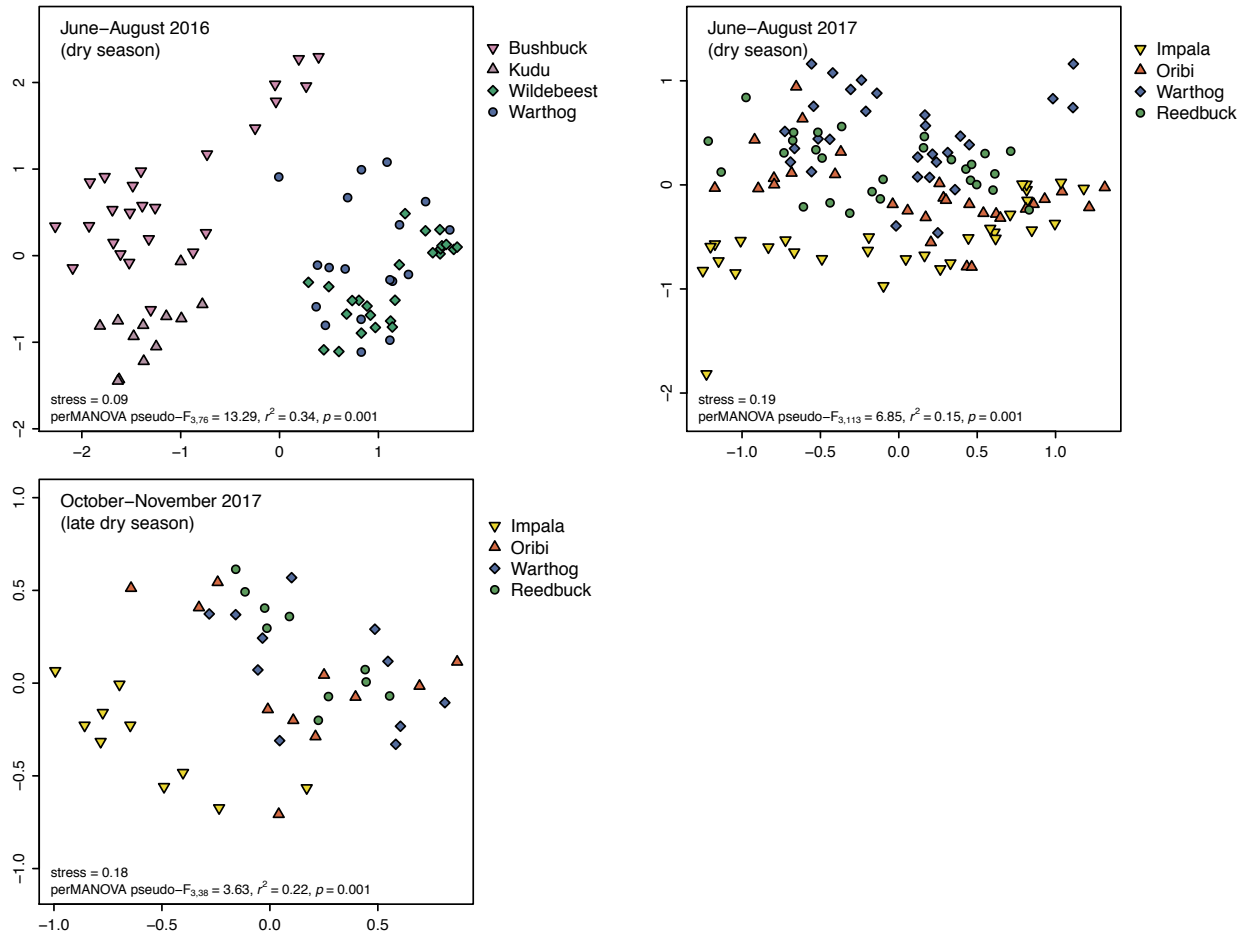 June–August 2016
(dry season)
2
1
0
−1
−2
stress = 0.09
perMANOVA pseudo−F3,76 = 13.29, r2 = 0.34, p = 0.001
−2 −1 0 1
Bushbuck
Kudu
Wildebeest
Warthog
June–August 2017
(dry season)
1
0
−1
−2
stress = 0.19
perMANOVA pseudo−F3,113 = 6.85, r2 = 0.15, p = 0.001
−1.0 −0.5 0.0 0.5 1.0
Impala
Oribi
Warthog
Reedbuck
October–November 2017
(late dry season)
1.0
0.5
0.0
−0.5
−1.0
stress = 0.18
perMANOVA pseudo−F3,38 = 3.63, r2 = 0.22, p = 0.001
−1.0 −0.5 0.0 0.5
Impala
Oribi
Warthog
Reedbuck